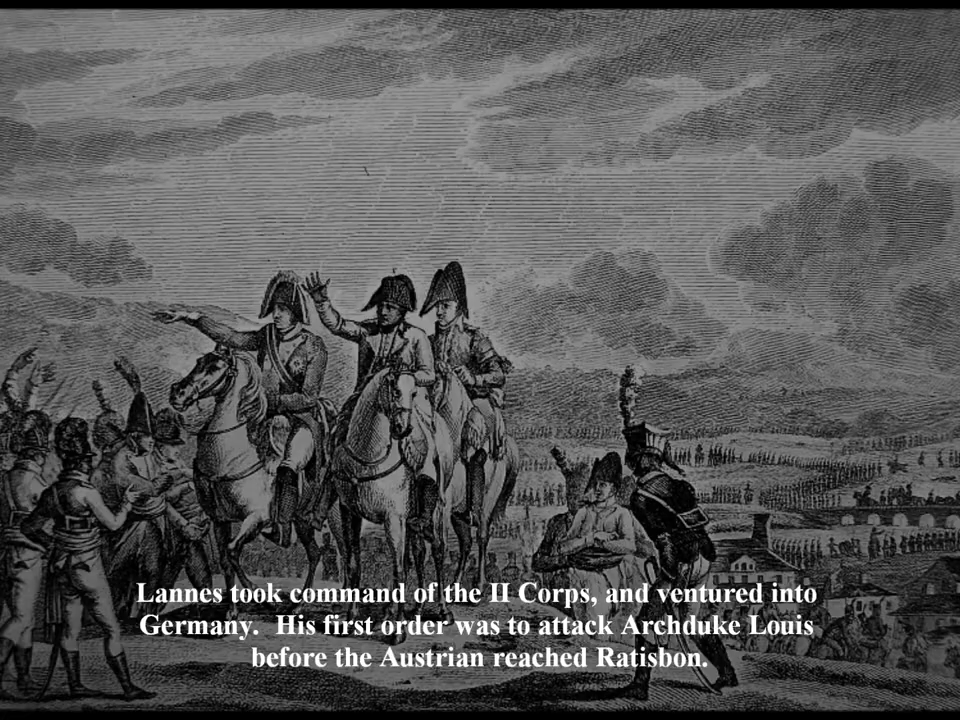 Lannes took command of the II Corps, and ventured into
Germany.  His first order was to attack Archduke Louis
before the Austrian reached Ratisbon.